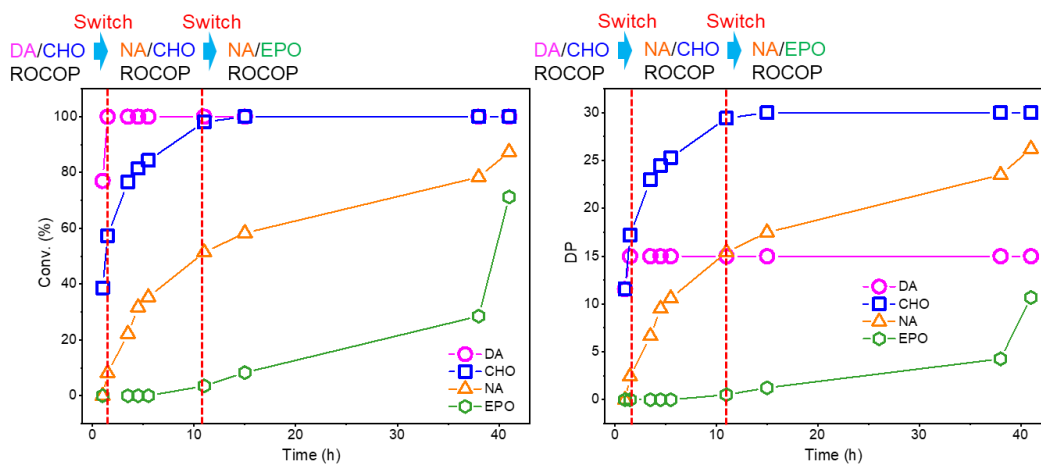 Switch Switch
DA/CHO NA/CHO NA/EPO
ROCOP ROCOP ROCOP
100
80
60
40
20
0
Conv. (%)
DA
CHO
NA
EPO
0 10 20 30 40
Time (h)
Switch Switch
DA/CHO NA/CHO NA/EPO
ROCOP ROCOP ROCOP
30
25
20
15
10
5
0
DP
DA
CHO
NA
EPO
0 10 20 30 40
Time (h)